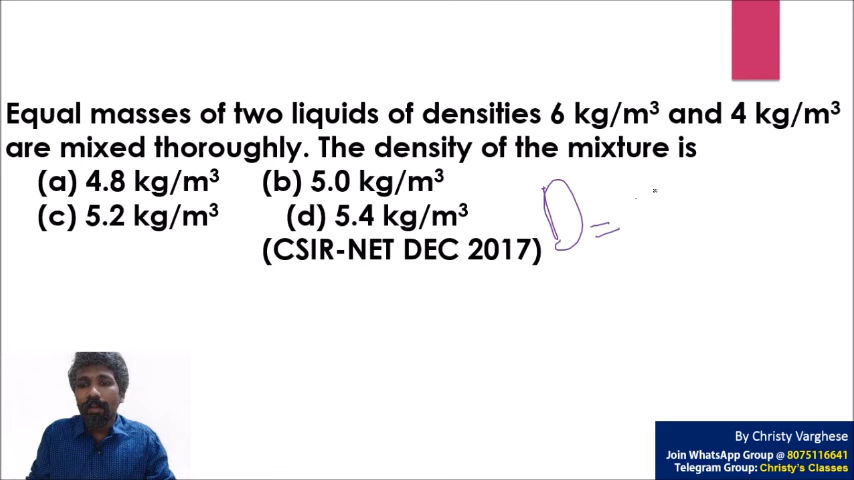 Equal masses of two liquids of densities 6 kg/m³ and 4 kg/m³
are mixed thoroughly. The density of the mixture is
(a) 4.8 kg/m³ (b) 5.0 kg/m³
(c) 5.2 kg/m³ (d) 5.4 kg/m³
(CSIR-NET DEC 2017)
D =
By Christy Varghese
Join WhatsApp Group @ 8075116641
Telegram Group: Christy's Classes